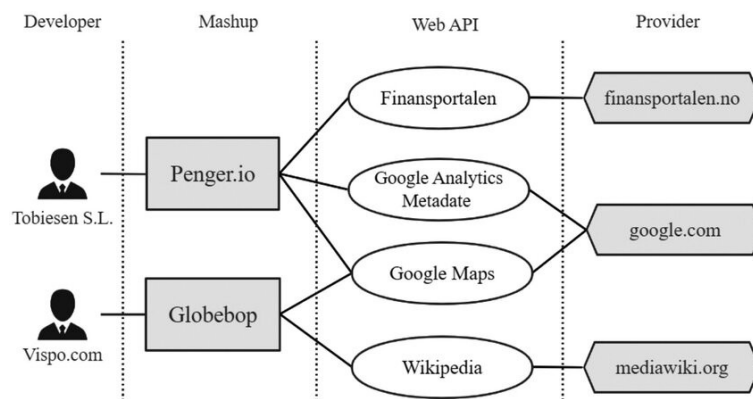 Developer
Mashup
Web API
Provider
Finansportalen
finansportalen.no
Penger.io
Google Analytics
Metadate
Tobiesen S.L.
google.com
Google Maps
Globebop
Vispo.com
Wikipedia
mediawiki.org